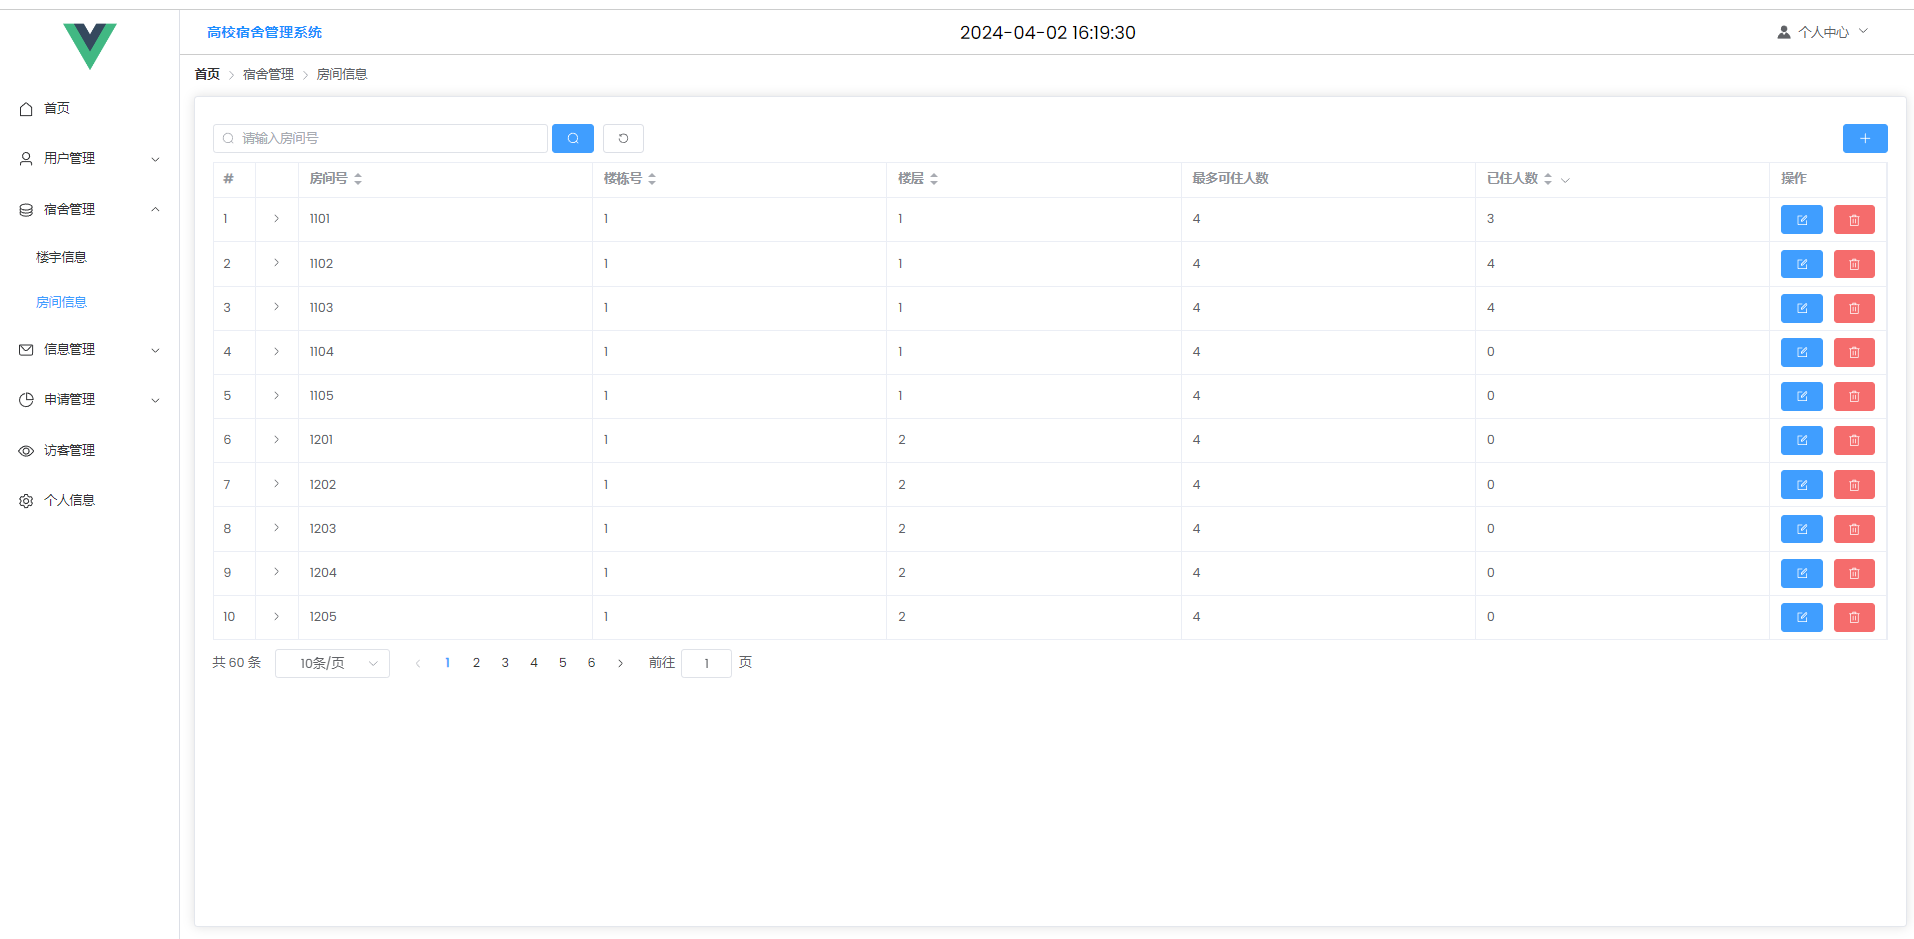 高校宿舍管理系统 2024-04-02 16:19:30 个人中心
首页 宿舍管理 房间信息
首页
用户管理
宿舍管理
楼宇信息
房间信息
信息管理
申请管理
访客管理
个人信息
请输入房间号
# 房间号 楼栋号 楼层 最多可住人数 已住人数 操作
1 1101 1 1 4 3
2 1102 1 1 4 4
3 1103 1 1 4 4
4 1104 1 1 4 0
5 1105 1 1 4 0
6 1201 1 2 4 0
7 1202 1 2 4 0
8 1203 1 2 4 0
9 1204 1 2 4 0
10 1205 1 2 4 0
共 60 条 10条/页 1 2 3 4 5 6 前往 1 页